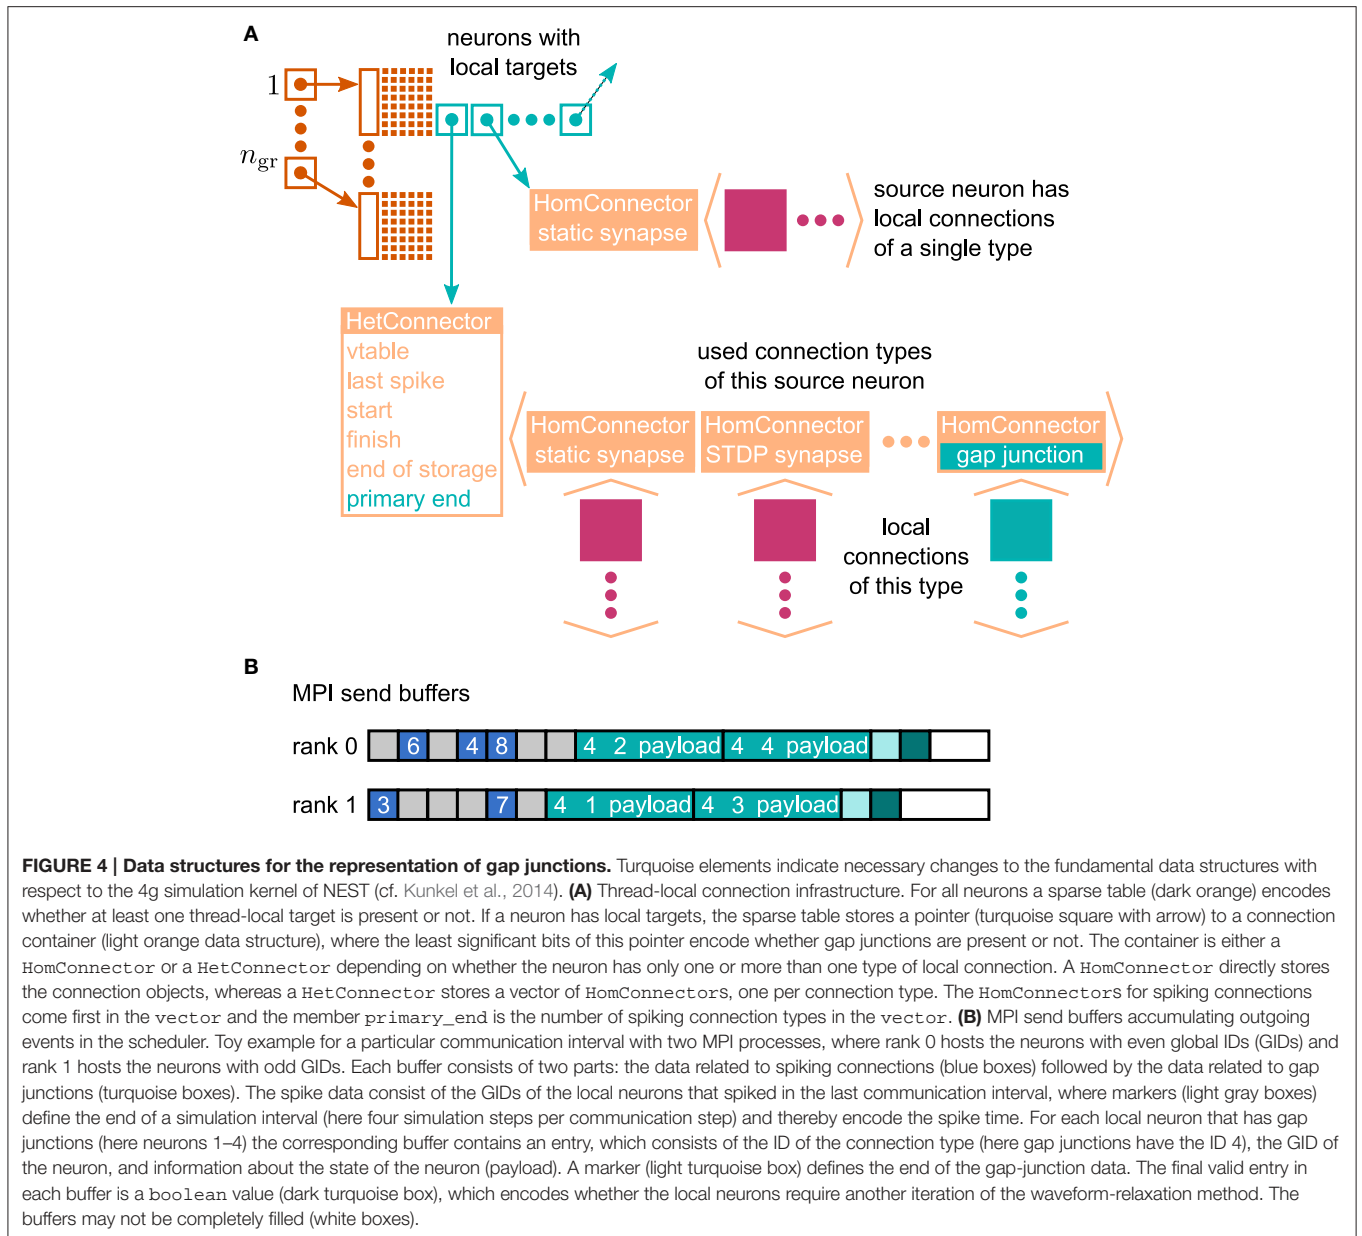 A
neurons with
local targets
1
n_gr
HomConnector
static synapse
source neuron has
local connections
of a single type
HetConnector
vtable
last spike
start
finish
end of storage
primary end
used connection types
of this source neuron
HomConnector
static synapse
HomConnector
STDP synapse
HomConnector
gap junction
local
connections
of this type
B
MPI send buffers
rank 0 6 4 8 4 2 payload 4 4 payload
rank 1 3 7 4 1 payload 4 3 payload
FIGURE 4 | Data structures for the representation of gap junctions. Turquoise elements indicate necessary changes to the fundamental data structures with
respect to the 4g simulation kernel of NEST (cf. Kunkel et al., 2014). (A) Thread-local connection infrastructure. For all neurons a sparse table (dark orange) encodes
whether at least one thread-local target is present or not. If a neuron has local targets, the sparse table stores a pointer (turquoise square with arrow) to a connection
container (light orange data structure), where the least significant bits of this pointer encode whether gap junctions are present or not. The container is either a
HomConnector or a HetConnector depending on whether the neuron has only one or more than one type of local connection. A HomConnector directly stores
the connection objects, whereas a HetConnector stores a vector of HomConnectors, one per connection type. The HomConnectors for spiking connections
come first in the vector and the member primary_end is the number of spiking connection types in the vector. (B) MPI send buffers accumulating outgoing
events in the scheduler. Toy example for a particular communication interval with two MPI processes, where rank 0 hosts the neurons with even global IDs (GIDs) and
rank 1 hosts the neurons with odd GIDs. Each buffer consists of two parts: the data related to spiking connections (blue boxes) followed by the data related to gap
junctions (turquoise boxes). The spike data consist of the GIDs of the local neurons that spiked in the last communication interval, where markers (light gray boxes)
define the end of a simulation interval (here four simulation steps per communication step) and thereby encode the spike time. For each local neuron that has gap
junctions (here neurons 1–4) the corresponding buffer contains an entry, which consists of the ID of the connection type (here gap junctions have the ID 4), the GID of
the neuron, and information about the state of the neuron (payload). A marker (light turquoise box) defines the end of the gap-junction data. The final valid entry in
each buffer is a boolean value (dark turquoise box), which encodes whether the local neurons require another iteration of the waveform-relaxation method. The
buffers may not be completely filled (white boxes).